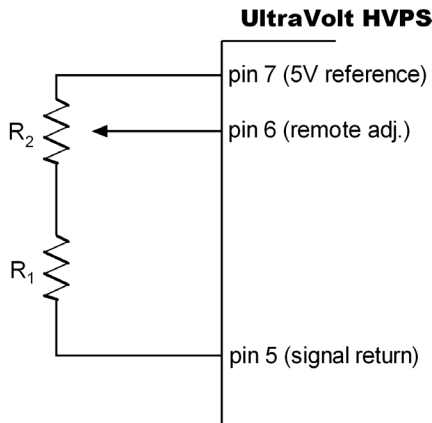 UltraVolt HVPS
pin 7 (5V reference)
R2
pin 6 (remote adj.)
R1
pin 5 (signal return)